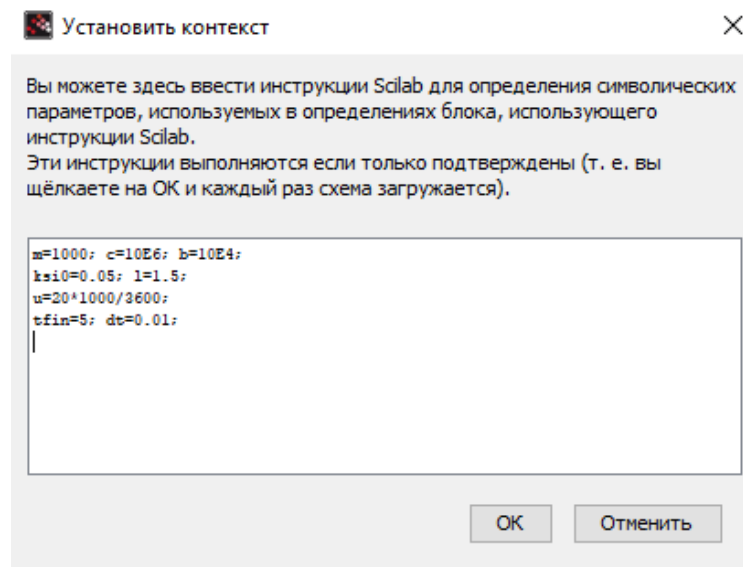 Установить контекст
Вы можете здесь ввести инструкции Scilab для определения символических
параметров, используемых в определениях блока, использующего
инструкции Scilab.
Эти инструкции выполняются если только подтверждены (т. е. вы
щёлкаете на ОК и каждый раз схема загружается).
m=1000; c=10E6; b=10E4;
ksi0=0.05; l=1.5;
u=20*1000/3600;
tfin=5; dt=0.01;
ОК Отменить